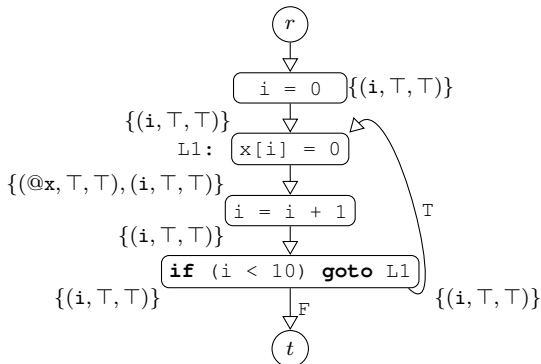 r
i = 0 {(i, ⊤, ⊤)}
{(i, ⊤, ⊤)}
L1: x[i] = 0
{(@x, ⊤, ⊤), (i, ⊤, ⊤)}
i = i + 1
T
{(i, ⊤, ⊤)}
if (i < 10) goto L1
{(i, ⊤, ⊤)} F {(i, ⊤, ⊤)}
t